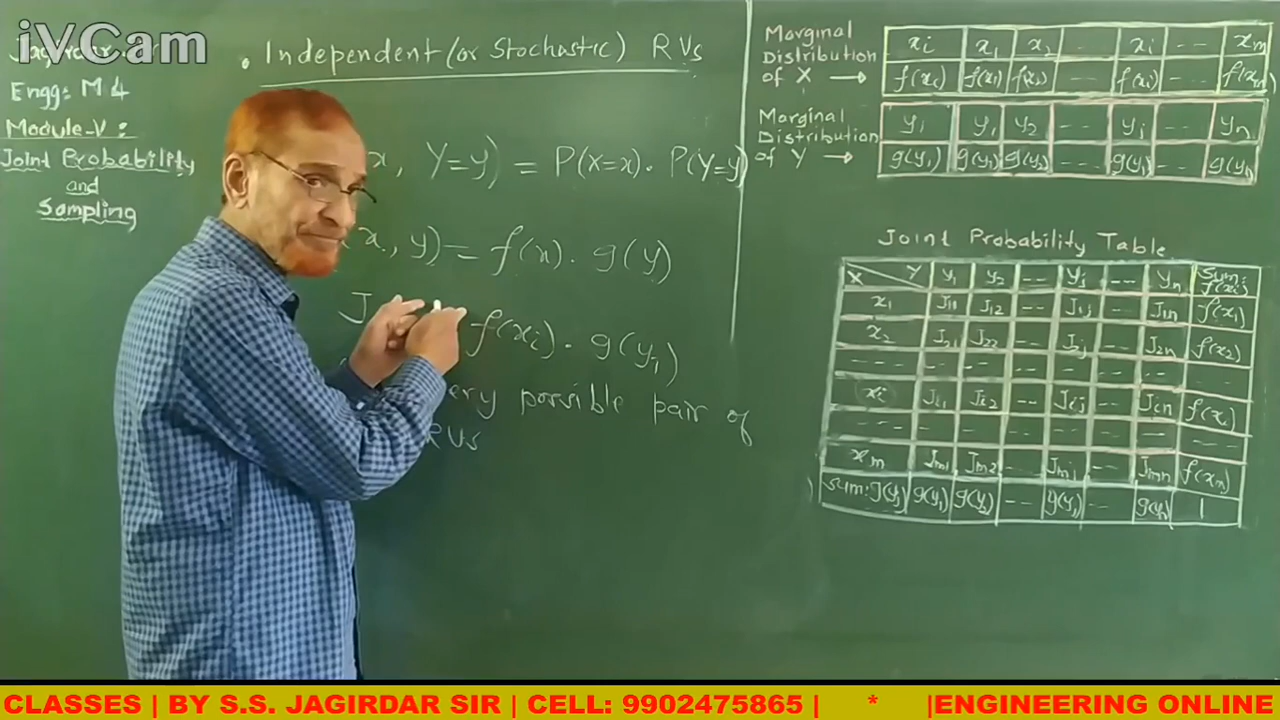 iVCam
Jagirdar
Engg: M4
Module-V:
Joint Probability
and
Sampling
. Independent (or Stochastic) RVs
x, Y=y) = P(X=x). P(Y=y)
x, y) = f(x). g(y)
J f(xi). g(yj)
very possible pair of
RVs
Marginal
Distribution
of X →
xi x1 x2 -- xi -- xm
f(xi) f(x1) f(x2) -- f(xi) -- f(xm)
Marginal
Distribution
of Y →
yj y1 y2 -- yj -- yn
g(yj) g(y1) g(y2) -- g(yj) -- g(yn)
Joint Probability Table
X Y y1 y2 -- yj -- yn Sum: f(xi)
x1 J11 J12 -- J1j -- J1n f(x1)
x2 J21 J22 -- J2j -- J2n f(x2)
-- -- -- -- -- -- -- --
xi Ji1 Ji2 -- Jij -- Jin f(xi)
-- -- -- -- -- -- -- --
xm Jm1 Jm2 -- Jmj -- Jmn f(xm)
Sum: g(yj) g(y1) g(y2) -- g(yj) -- g(yn) 1
CLASSES | BY S.S. JAGIRDAR SIR | CELL: 9902475865 | * |ENGINEERING ONLINE